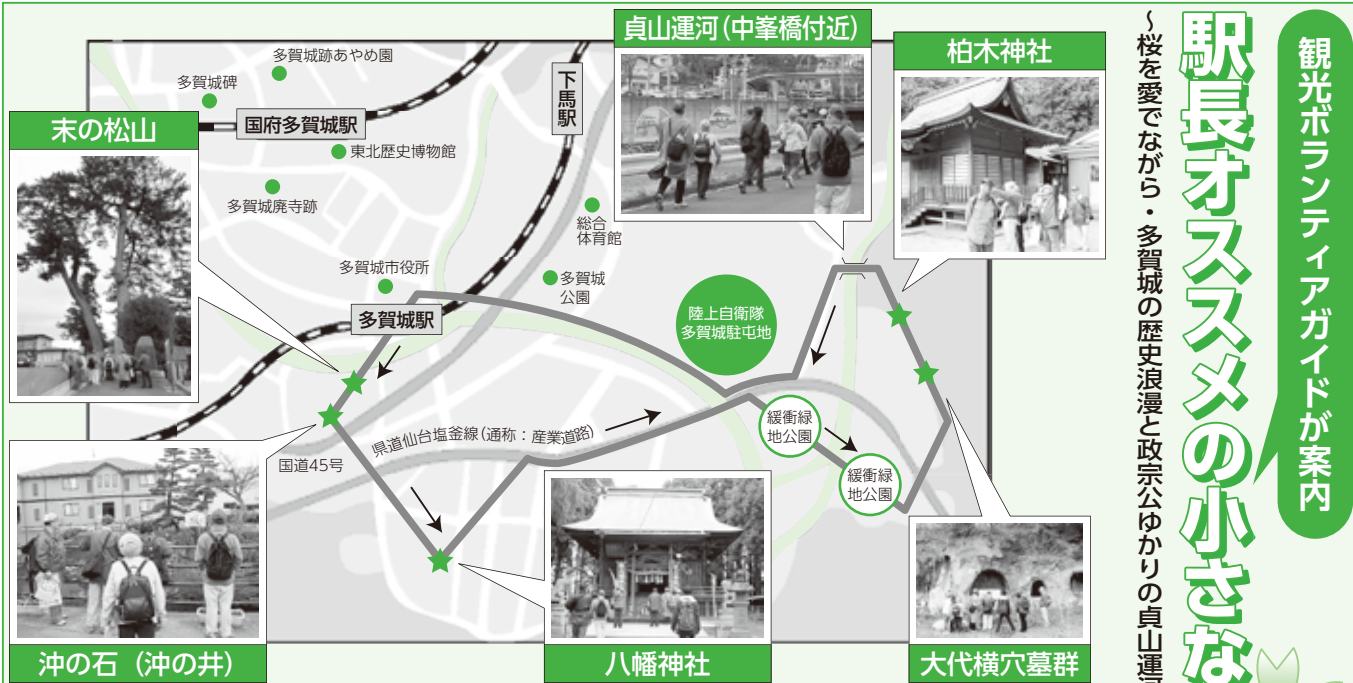 観光ボランティアガイドが案内
駅長オススメの小さな
～桜を愛でながら・多賀城の歴史浪漫と政宗公ゆかりの貞山運河
貞山運河(中峯橋付近)
柏木神社
多賀城跡あやめ園
多賀城碑
下馬駅
末の松山
国府多賀城駅
東北歴史博物館
多賀城廃寺跡
総合
体育館
多賀城市役所
多賀城
公園
多賀城駅
陸上自衛隊
多賀城駐屯地
緩衝緑
地公園
県道仙台塩釜線(通称：産業道路)
国道45号
緩衝緑
地公園
沖の石（沖の井）
八幡神社
大代横穴墓群